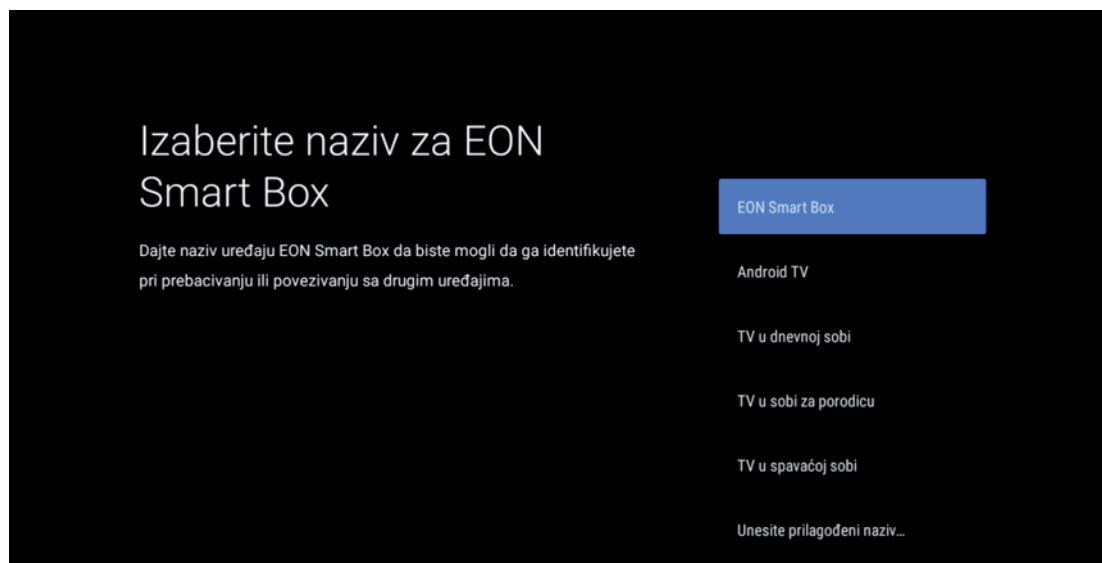 Izaberite naziv za EON
Smart Box
Dajte naziv uređaju EON Smart Box da biste mogli da ga identifikujete
pri prebacivanju ili povezivanju sa drugim uređajima.
EON Smart Box
Android TV
TV u dnevnoj sobi
TV u sobi za porodicu
TV u spavaćoj sobi
Unesite prilagođeni naziv…